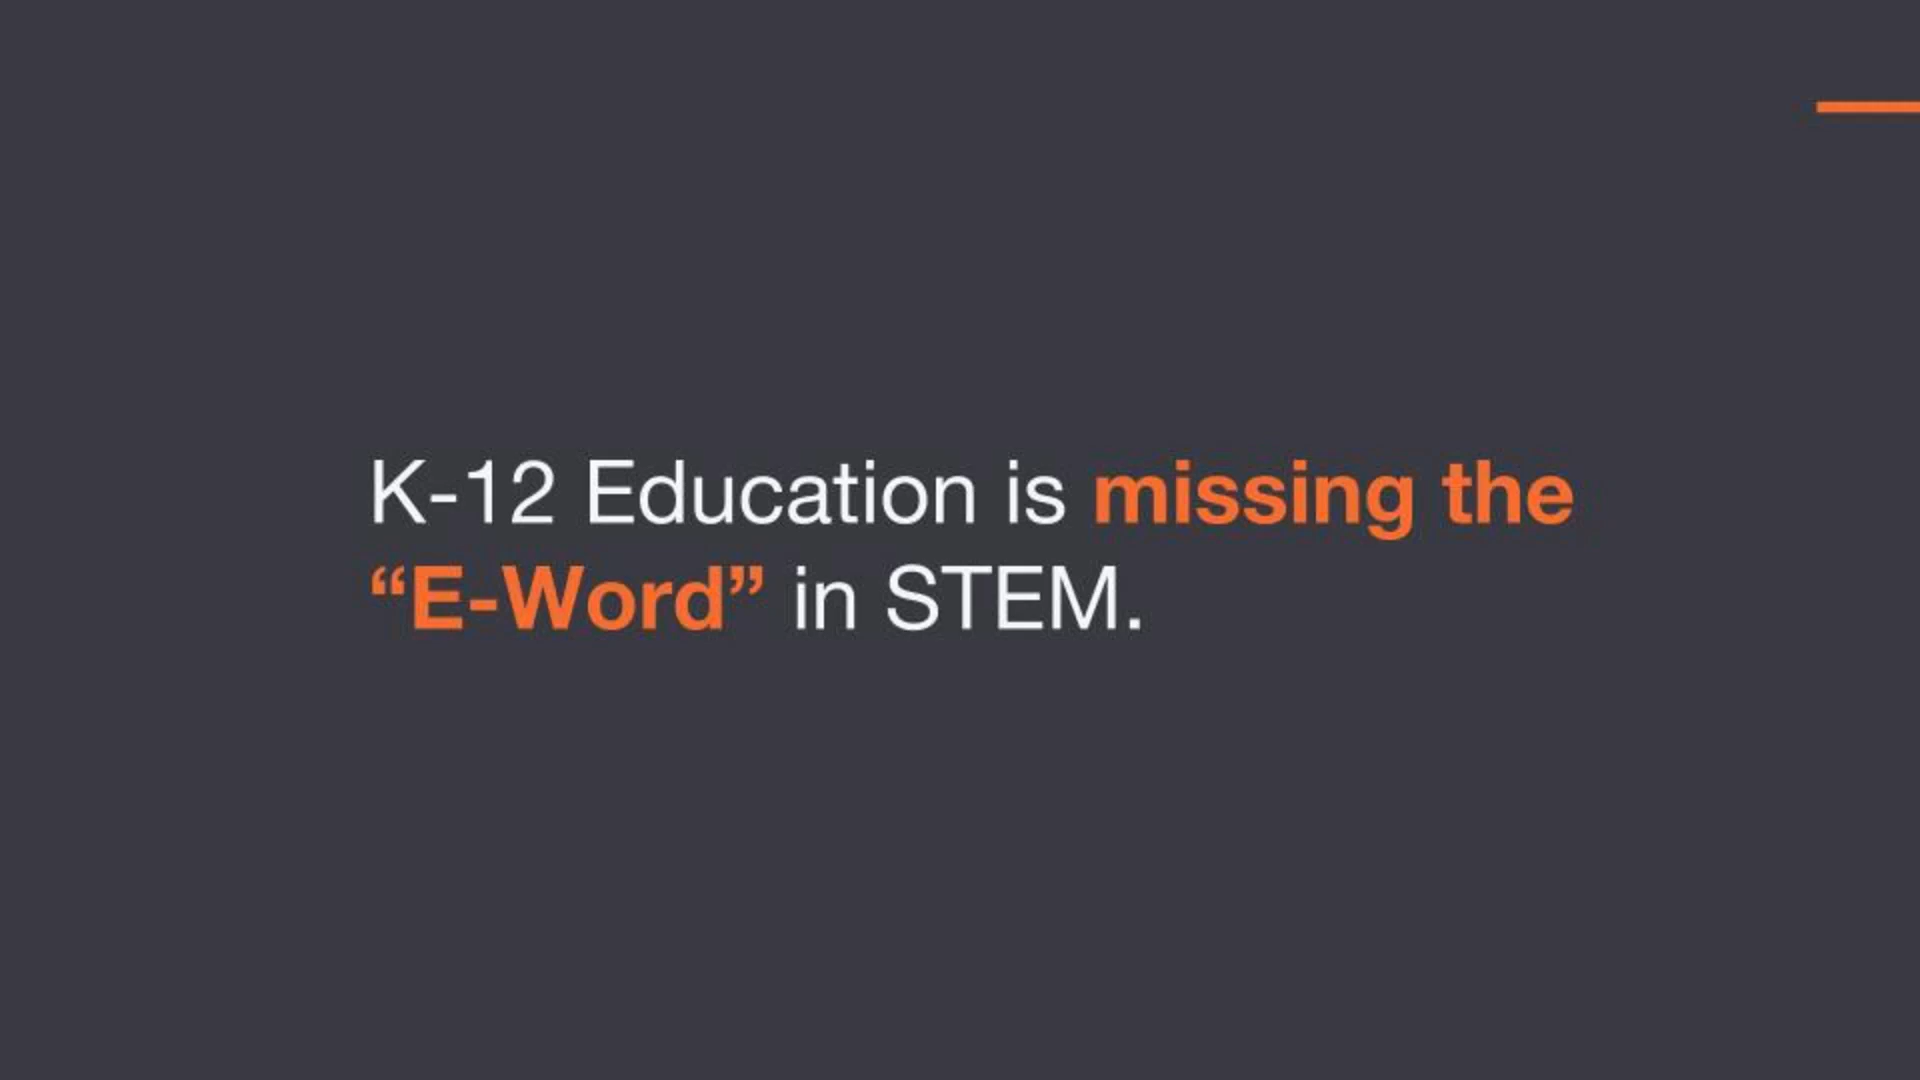 K-12 Education is missing the
“E-Word” in STEM.